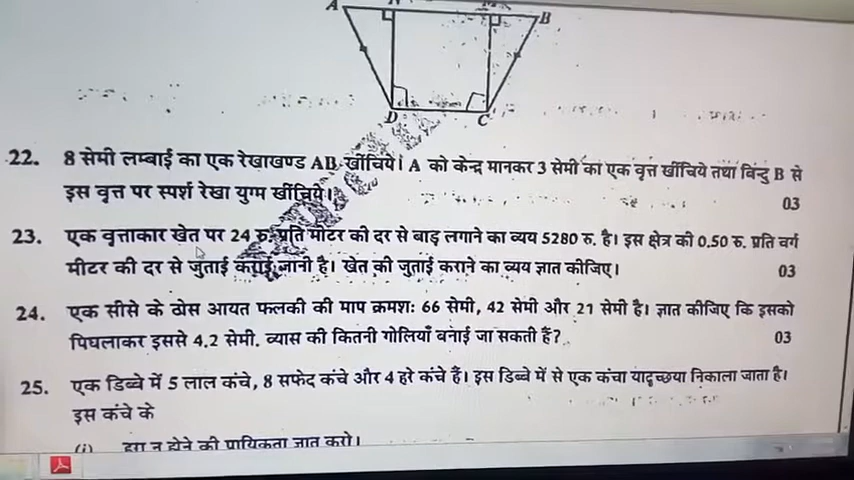 A
B
D
C
22. 8 सेमी लम्बाई का एक रेखाखण्ड AB खींचिये। A को केन्द्र मानकर 3 सेमी का एक वृत्त खींचिये तथा बिन्दु B से
इस वृत्त पर स्पर्श रेखा युग्म खींचिये। 03
23. एक वृत्ताकार खेत पर 24 रु. प्रति मीटर की दर से बाड़ लगाने का व्यय 5280 रु. है। इस क्षेत्र की 0.50 रु. प्रति वर्ग
मीटर की दर से जुताई कराई जानी है। खेत की जुताई कराने का व्यय ज्ञात कीजिए। 03
24. एक सीसे के ठोस आयत फलकी की माप क्रमशः 66 सेमी, 42 सेमी और 21 सेमी है। ज्ञात कीजिए कि इसको
पिघलाकर इससे 4.2 सेमी. व्यास की कितनी गोलियाँ बनाई जा सकती हैं? 03
25. एक डिब्बे में 5 लाल कंचे, 8 सफेद कंचे और 4 हरे कंचे हैं। इस डिब्बे में से एक कंचा यादृच्छया निकाला जाता है।
इस कंचे के
(i) हरा न होने की प्रायिकता ज्ञात करो।